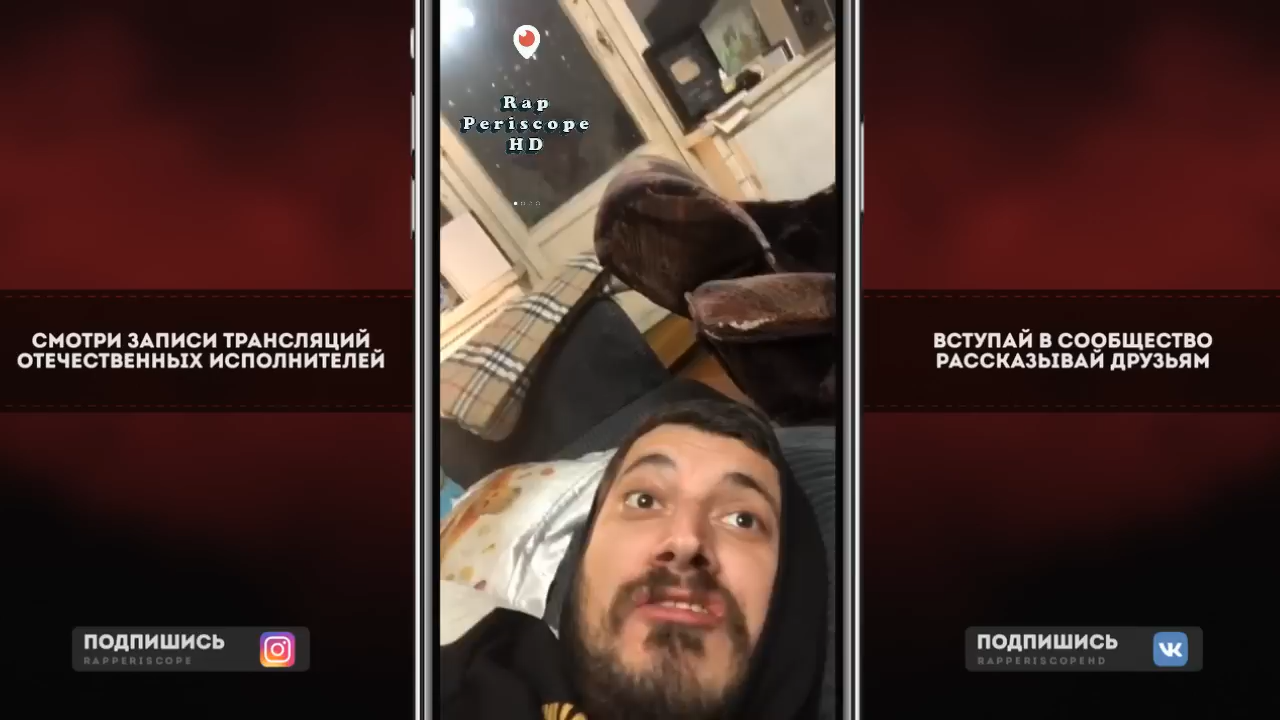 Rap
Periscope
HD
СМОТРИ ЗАПИСИ ТРАНСЛЯЦИЙ
ОТЕЧЕСТВЕННЫХ ИСПОЛНИТЕЛЕЙ
ВСТУПАЙ В СООБЩЕСТВО
РАССКАЗЫВАЙ ДРУЗЬЯМ
ПОДПИШИСЬ
RAPPERISCOPE
ПОДПИШИСЬ
RAPPERISCOPEHD